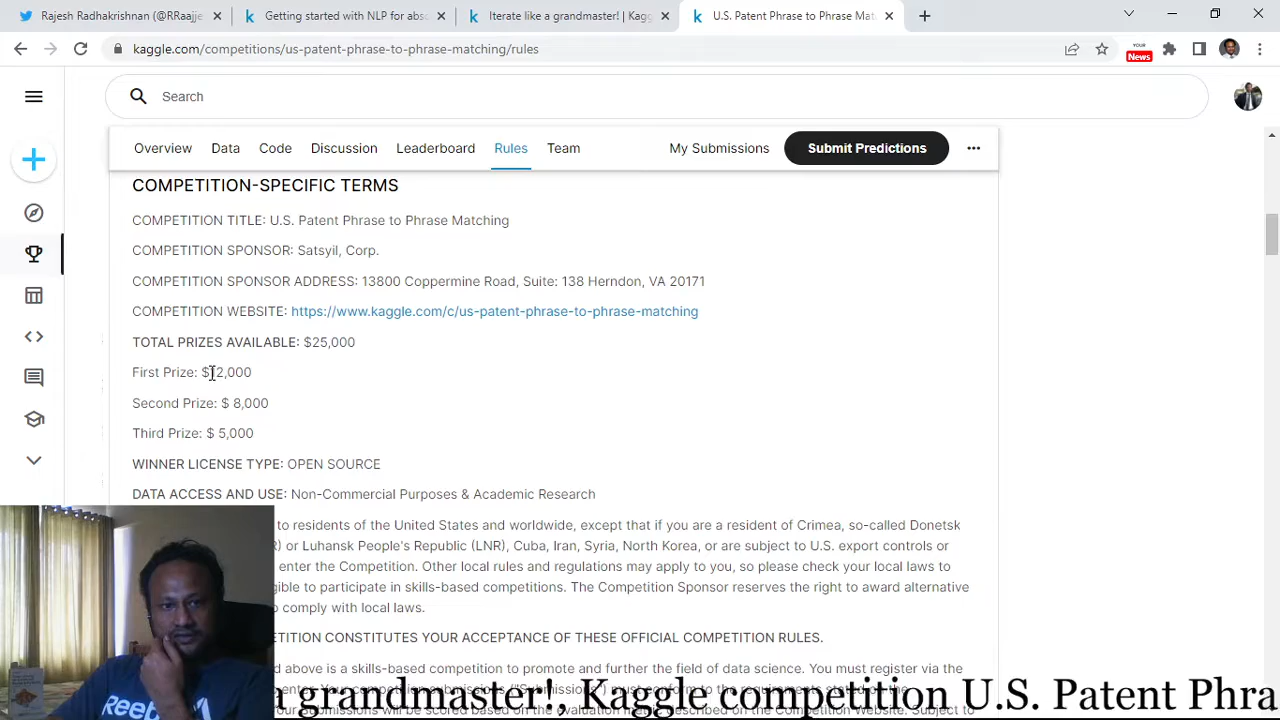 Rajesh Radhakrishnan (@RRaajje
Getting started with NLP for abso
Iterate like a grandmaster! | Kagg
U.S. Patent Phrase to Phrase Mat
kaggle.com/competitions/us-patent-phrase-to-phrase-matching/rules
YOUR
News
Search
Overview Data Code Discussion Leaderboard Rules Team My Submissions Submit Predictions
COMPETITION-SPECIFIC TERMS
COMPETITION TITLE: U.S. Patent Phrase to Phrase Matching
COMPETITION SPONSOR: Satsyil, Corp.
COMPETITION SPONSOR ADDRESS: 13800 Coppermine Road, Suite: 138 Herndon, VA 20171
COMPETITION WEBSITE: https://www.kaggle.com/c/us-patent-phrase-to-phrase-matching
TOTAL PRIZES AVAILABLE: $25,000
First Prize: $12,000
Second Prize: $ 8,000
Third Prize: $ 5,000
WINNER LICENSE TYPE: OPEN SOURCE
DATA ACCESS AND USE: Non-Commercial Purposes & Academic Research
to residents of the United States and worldwide, except that if you are a resident of Crimea, so-called Donetsk
R) or Luhansk People's Republic (LNR), Cuba, Iran, Syria, North Korea, or are subject to U.S. export controls or
enter the Competition. Other local rules and regulations may apply to you, so please check your local laws to
gible to participate in skills-based competitions. The Competition Sponsor reserves the right to award alternative
o comply with local laws.
ETITION CONSTITUTES YOUR ACCEPTANCE OF THESE OFFICIAL COMPETITION RULES.
d above is a skills-based competition to promote and further the field of data science. You must register via the
grandmaster!, Kaggle competition U.S. Patent Phra
Reebok